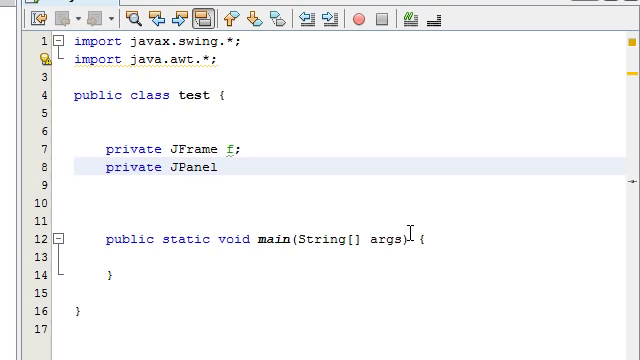 1 import javax.swing.*;
import java.awt.*;
3
4 public class test {
5
6
7 private JFrame f;
8 private JPanel
9
10
11
12 public static void main(String[] args) {
13
14 }
15
16 }
17